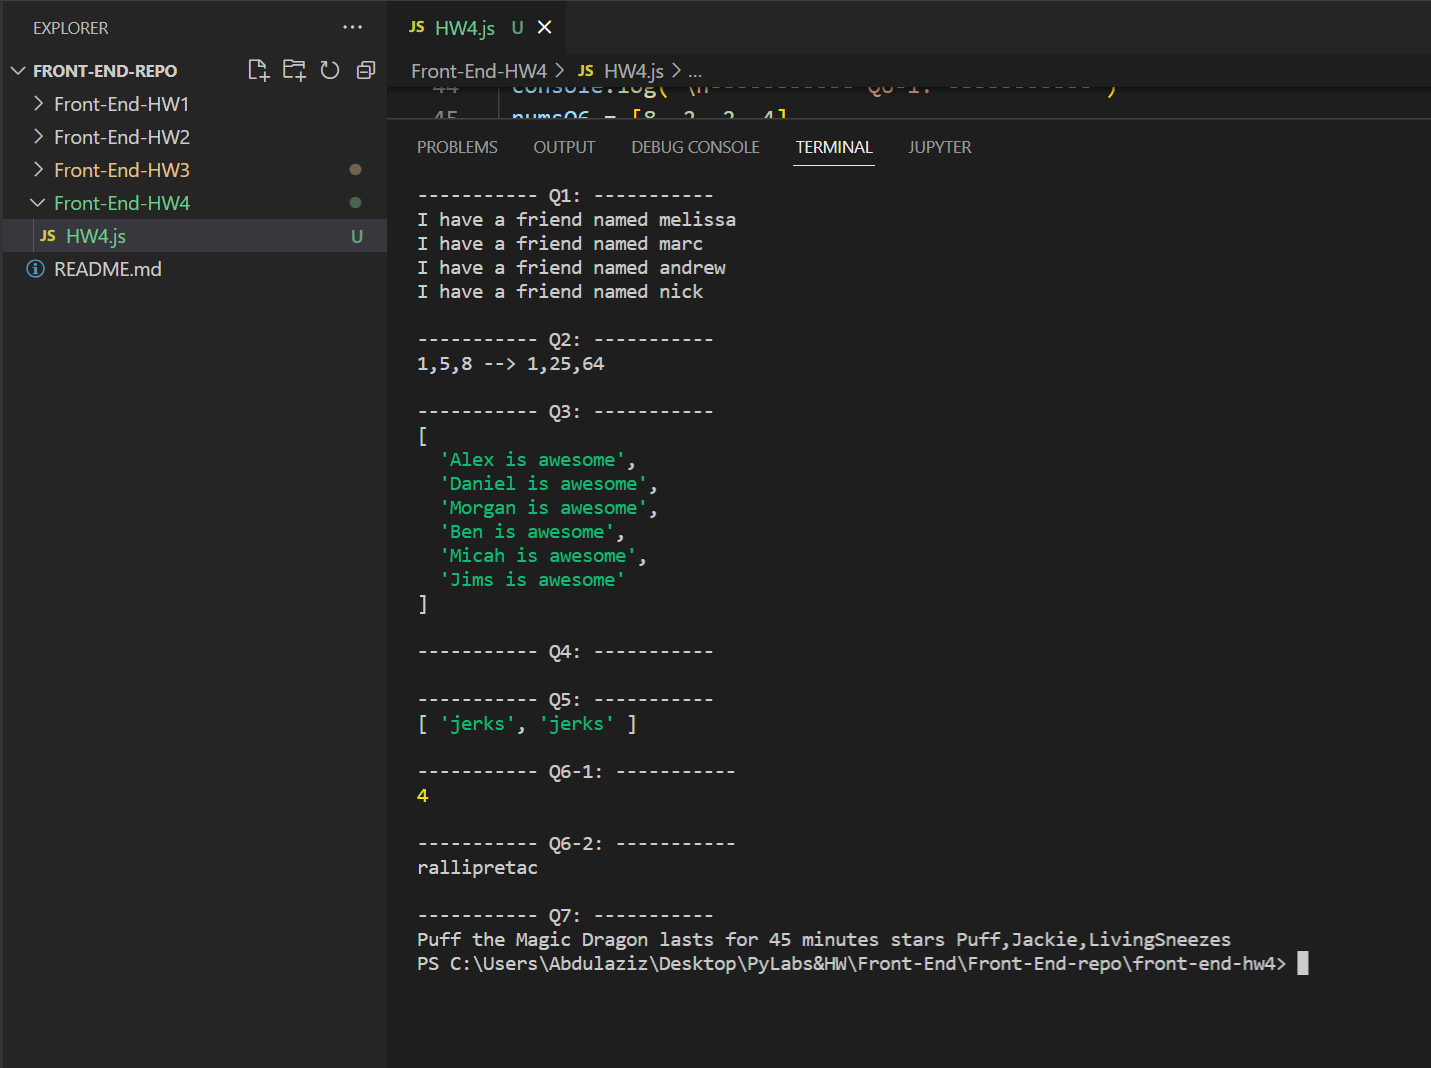 EXPLORER ...
FRONT-END-REPO
Front-End-HW1
Front-End-HW2
Front-End-HW3
Front-End-HW4
JS HW4.js U
README.md
JS HW4.js U
Front-End-HW4 > JS HW4.js > ...
44 console.log("\n----------- Q6-1: -----------")
45 numsQ6 = [8, 2, 2, 4]
PROBLEMS OUTPUT DEBUG CONSOLE TERMINAL JUPYTER
----------- Q1: -----------
I have a friend named melissa
I have a friend named marc
I have a friend named andrew
I have a friend named nick
----------- Q2: -----------
1,5,8 --> 1,25,64
----------- Q3: -----------
[
'Alex is awesome',
'Daniel is awesome',
'Morgan is awesome',
'Ben is awesome',
'Micah is awesome',
'Jims is awesome'
]
----------- Q4: -----------
----------- Q5: -----------
[ 'jerks', 'jerks' ]
----------- Q6-1: -----------
4
----------- Q6-2: -----------
rallipretac
----------- Q7: -----------
Puff the Magic Dragon lasts for 45 minutes stars Puff,Jackie,LivingSneezes
PS C:\Users\Abdulaziz\Desktop\PyLabs&HW\Front-End\Front-End-repo\front-end-hw4>